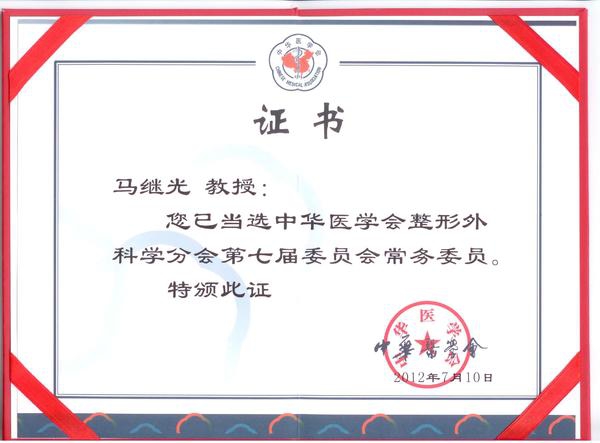 中华医学会
CHINESE MEDICAL ASSOCIATION
证书
马继光 教授:
您已当选中华医学会整形外
科学分会第七届委员会常务委员。
特颁此证
中华医学会
中華醫學會
2012年7月10日